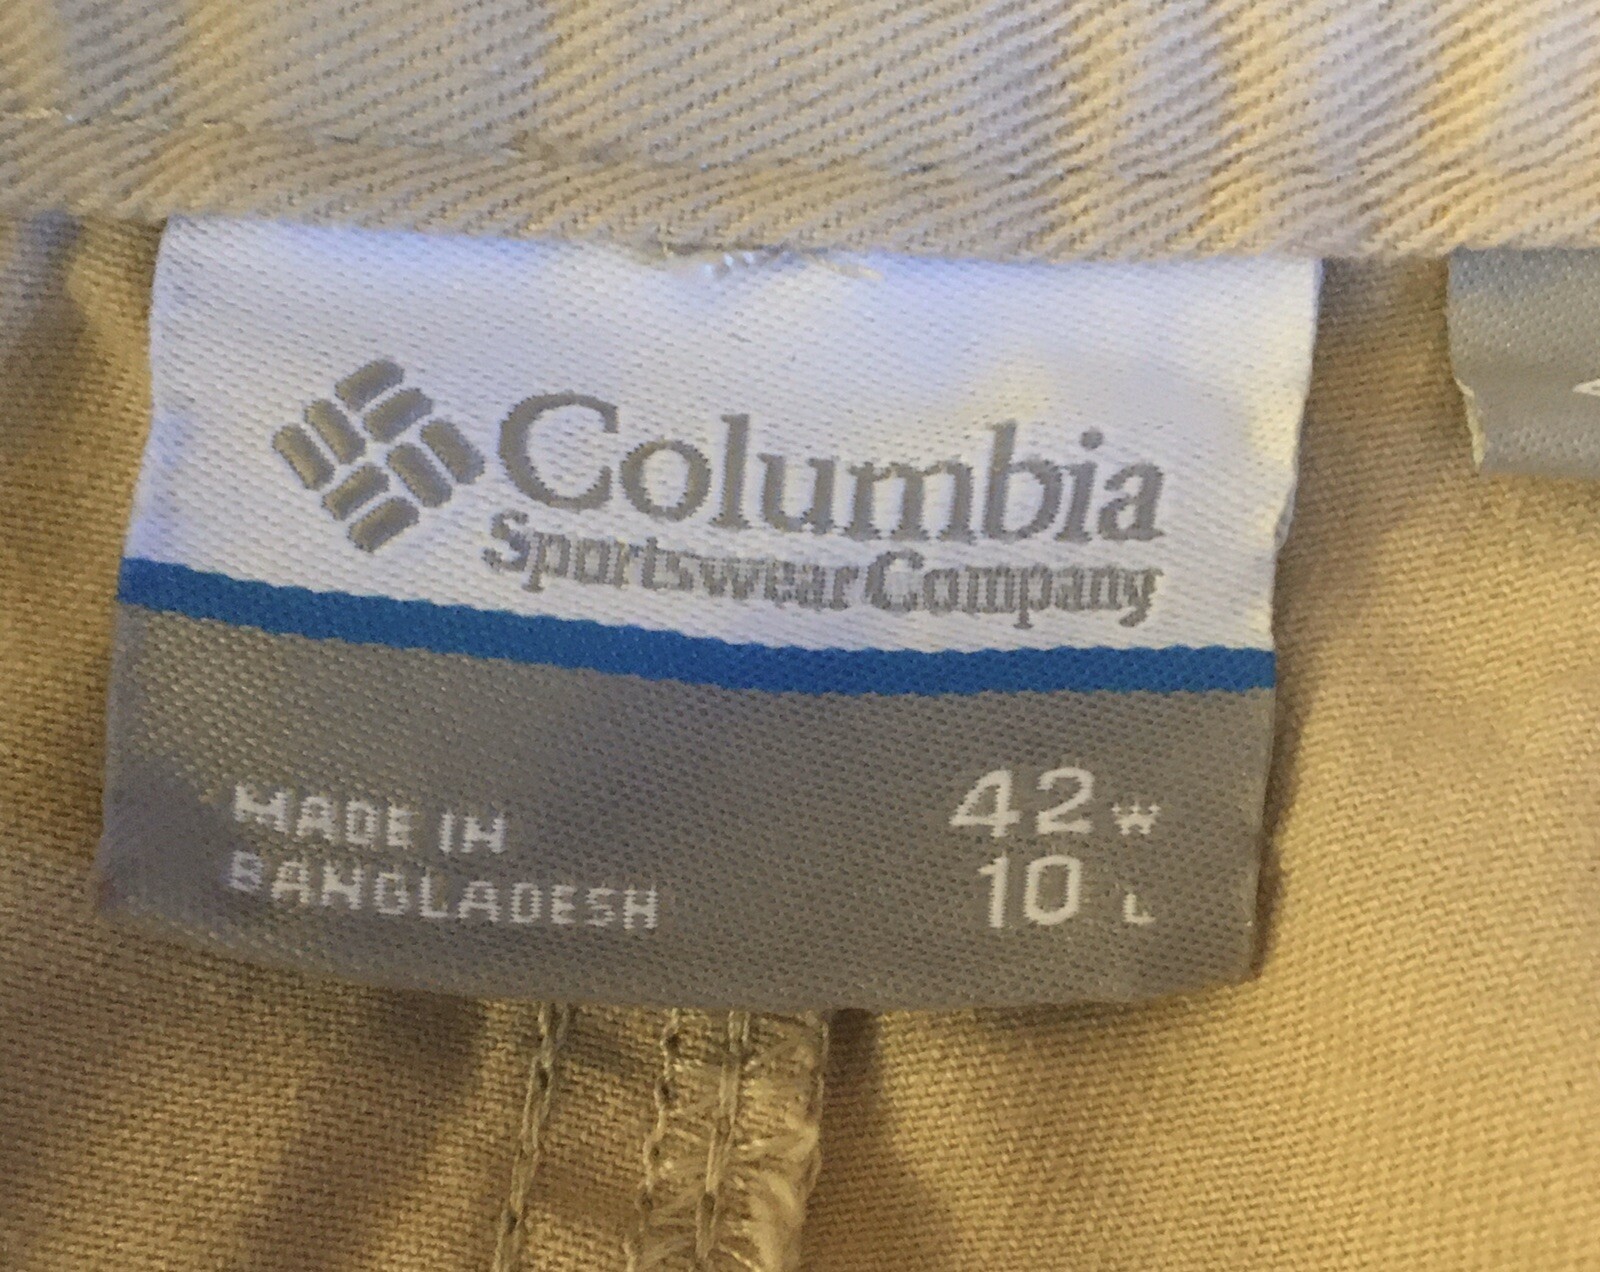 Columbia
Sportswear Company
MADE IN
BANGLADESH
42 W
10 L